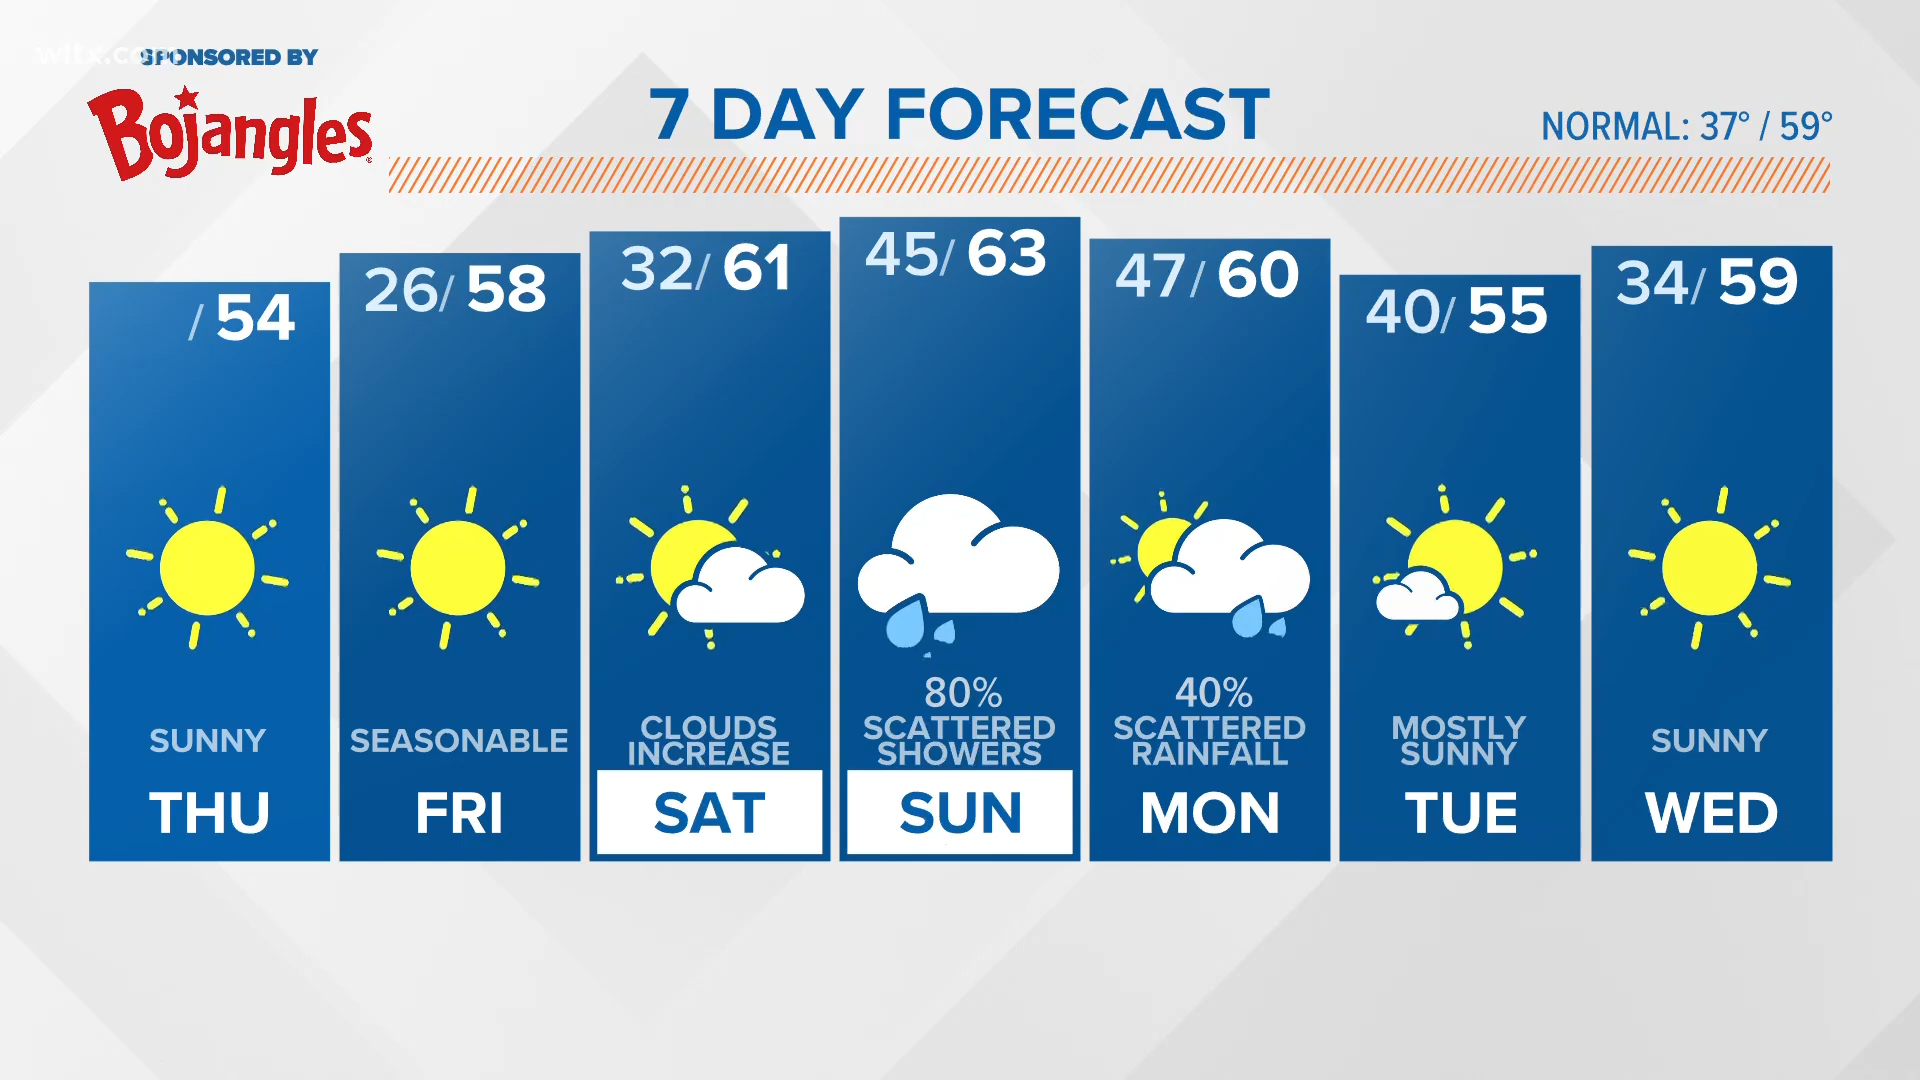 wltx.com
SPONSORED BY
Bojangles
7 DAY FORECAST
NORMAL: 37° / 59°
/ 54
26/ 58
32/ 61
45/ 63
47/ 60
40/ 55
34/ 59
80%
40%
SUNNY
SEASONABLE
CLOUDS
INCREASE
SCATTERED
SHOWERS
SCATTERED
RAINFALL
MOSTLY
SUNNY
SUNNY
THU
FRI
SAT
SUN
MON
TUE
WED